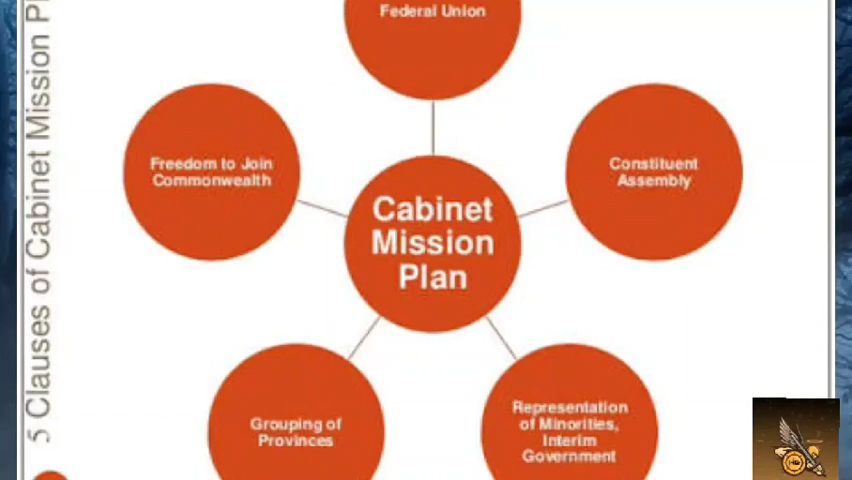 5 Clauses of Cabinet Mission
Federal Union
Freedom to Join
Commonwealth
Constituent
Assembly
Cabinet
Mission
Plan
Grouping of
Provinces
Representation
of Minorities,
Interim
Government